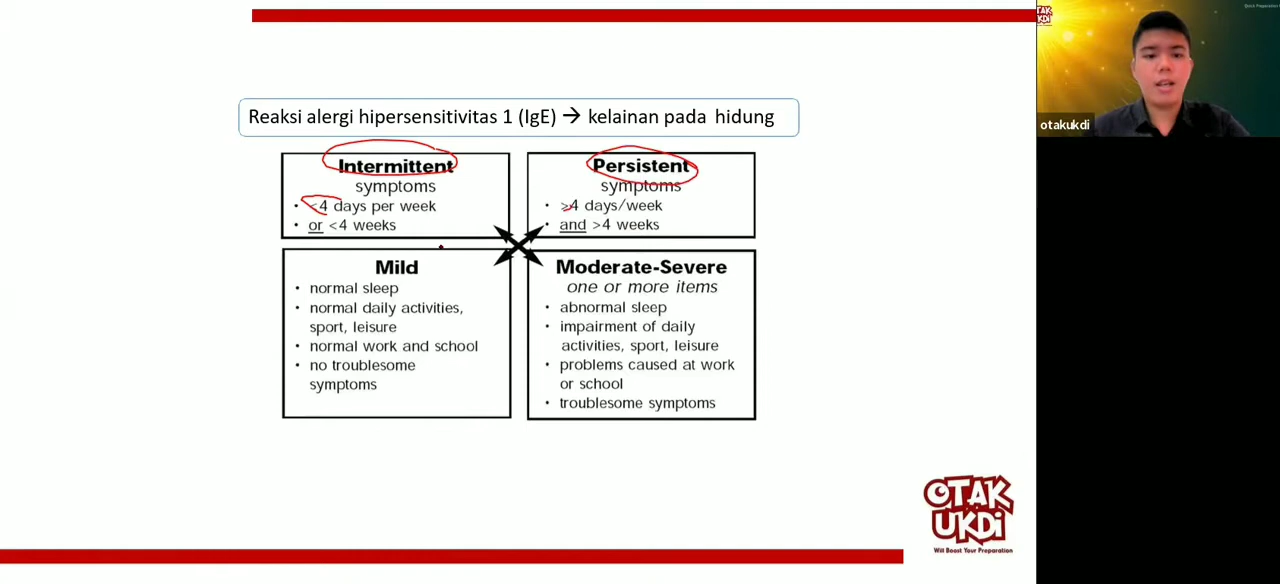 Reaksi alergi hipersensitivitas 1 (IgE) → kelainan pada hidung
Intermittent
symptoms
• <4 days per week
• or <4 weeks
Persistent
symptoms
• >4 days/week
• and >4 weeks
Mild
• normal sleep
• normal daily activities,
sport, leisure
• normal work and school
• no troublesome
symptoms
Moderate-Severe
one or more items
• abnormal sleep
• impairment of daily
activities, sport, leisure
• problems caused at work
or school
• troublesome symptoms
OTAK
UKDI
Will Boost Your Preparation
otakukdi